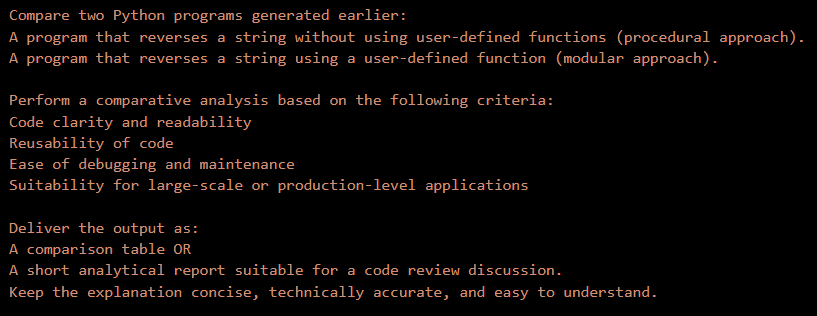 Compare two Python programs generated earlier:
A program that reverses a string without using user-defined functions (procedural approach).
A program that reverses a string using a user-defined function (modular approach).

Perform a comparative analysis based on the following criteria:
Code clarity and readability
Reusability of code
Ease of debugging and maintenance
Suitability for large-scale or production-level applications

Deliver the output as:
A comparison table OR
A short analytical report suitable for a code review discussion.
Keep the explanation concise, technically accurate, and easy to understand.